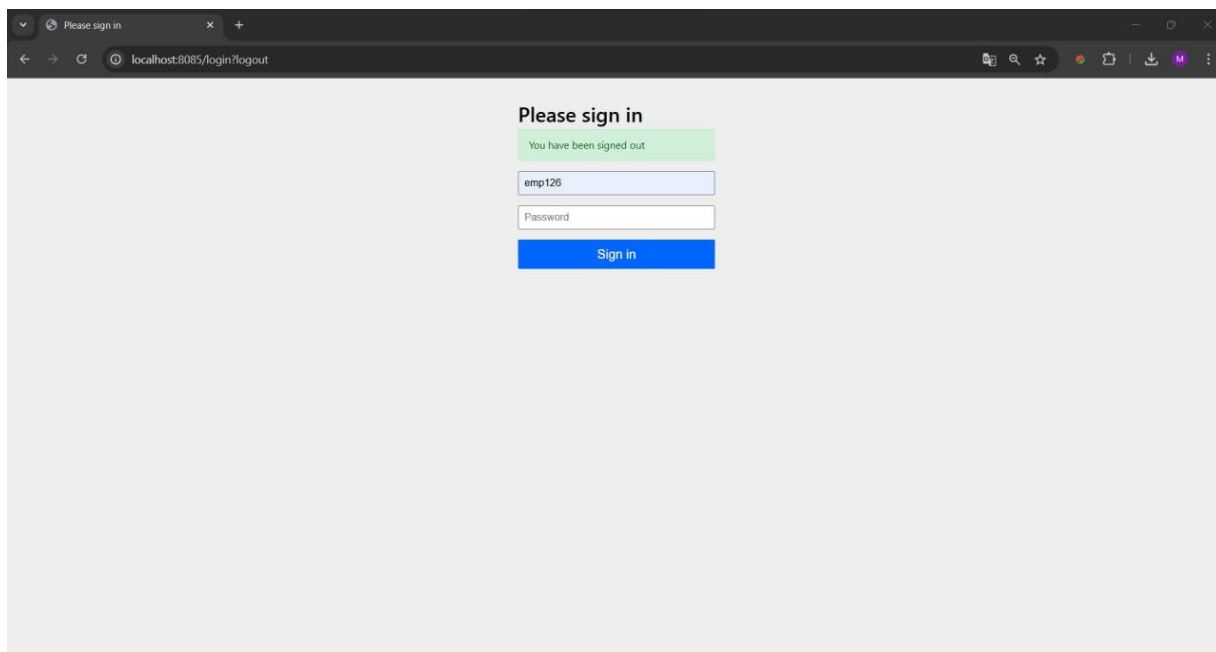 Please sign in
localhost:8085/login?logout
M
Please sign in
You have been signed out
emp126
Password
Sign in